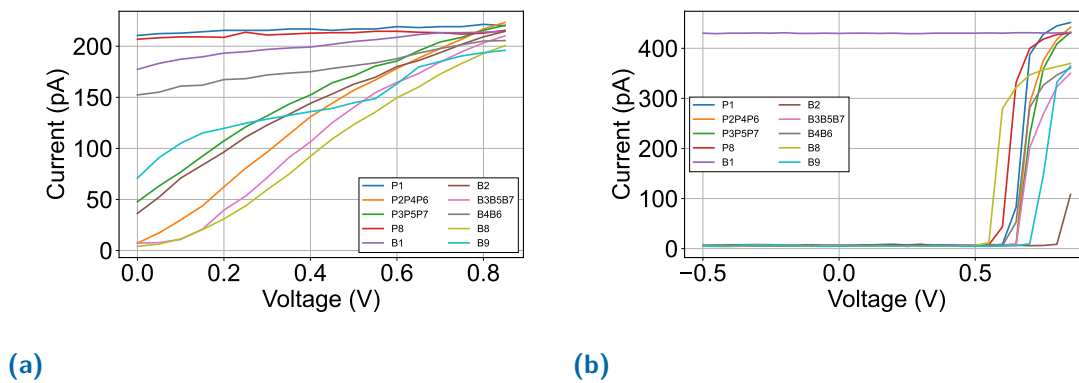 Current (pA)
200
150
100
50
0
P1
P2P4P6
P3P5P7
P8
B1
B2
B3B5B7
B4B6
B8
B9
0.0
0.2
0.4
0.6
0.8
Voltage (V)
(a)
Current (pA)
400
300
200
100
0
P1
P2P4P6
P3P5P7
P8
B1
B2
B3B5B7
B4B6
B8
B9
−0.5
0.0
0.5
Voltage (V)
(b)